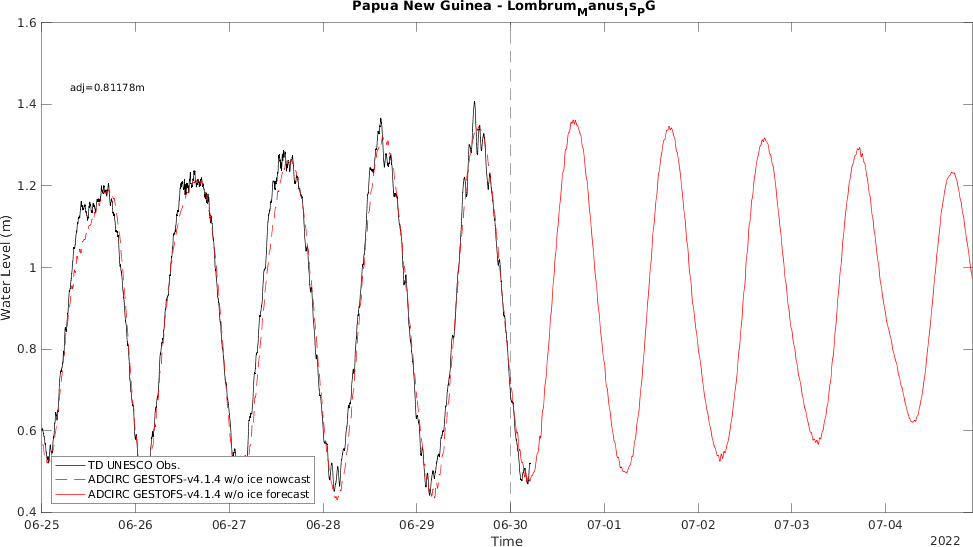 Papua New Guinea - LombrumManusIsPG
1.6
adj=0.81178m
1.4
1.2
1
0.8
0.6
0.4
Water Level (m)
TD UNESCO Obs.
ADCIRC GESTOFS-v4.1.4 w/o ice nowcast
ADCIRC GESTOFS-v4.1.4 w/o ice forecast
06-25 06-26 06-27 06-28 06-29 06-30 07-01 07-02 07-03 07-04
Time
2022